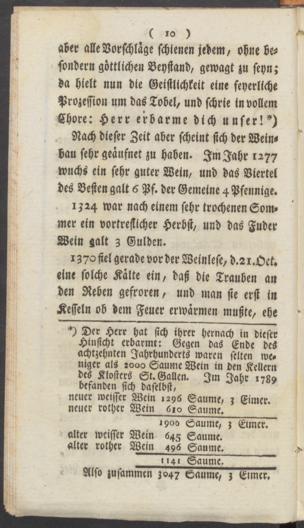 ( 10 )
aber alle Vorschläge schienen jedem, ohne be-
sondern göttlichen Beystand, gewagt zu seyn;
da hielt nun die Geistlichkeit eine feyerliche
Prozession um das Tobel, und schrie in vollem
Chore: Herr erbarme dich unser! *)
Nach dieser Zeit aber scheint sich der Wein-
bau sehr geäufnet zu haben. Im Jahr 1277
wuchs ein sehr guter Wein, und das Viertel
des Besten galt 6 Pf. der Gemeine 4 Pfennige.
1324 war nach einem sehr trochenen Som-
mer ein vortreflicher Herbst, und das Fuder
Wein galt 3 Gulden.
1370 fiel gerade vor der Weinlese, d. 21. Oct.
eine solche Kälte ein, daß die Trauben an
den Reben gefroren, und man sie erst in
Kesseln ob dem Feuer erwärmen mußte, ehe
*) Der Herr hat sich ihrer hernach in dieser
Hinsicht erbarmt: Gegen das Ende des
achtzehnten Jahrhunderts waren selten we-
niger als 2000 Saume Wein in den Kellern
des Klosters St. Gallen. Im Jahr 1789
befanden sich daselbst,
neuer weisser Wein 1296 Saume, 3 Eimer.
neuer rother Wein 610 Saume.
1906 Saume, 3 Eimer.
alter weisser Wein 645 Saume.
alter rother Wein 496 Saume.
1141 Saume.
Also zusammen 3047 Saume, 3 Eimer.